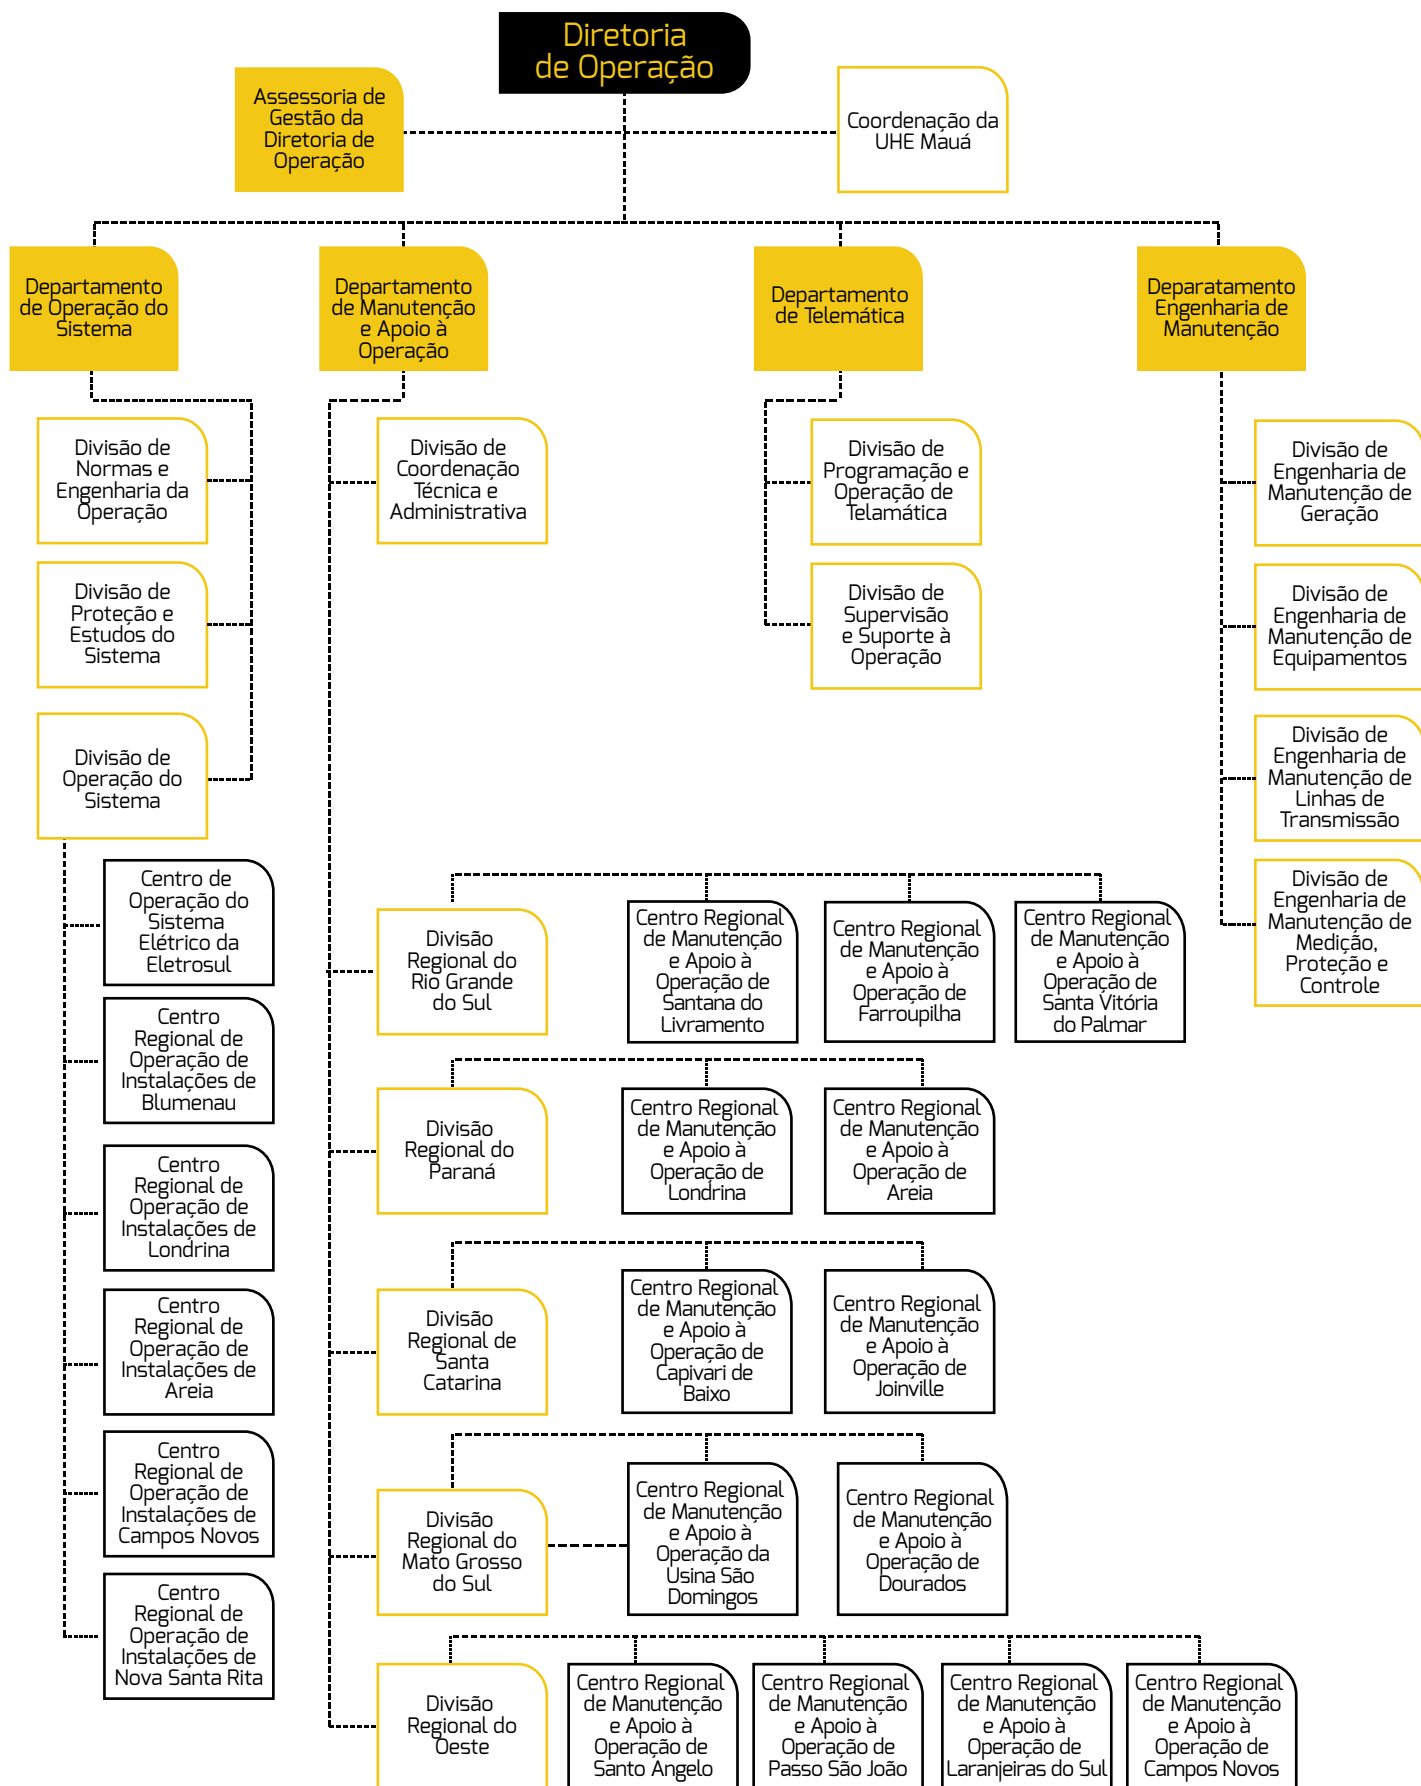 Diretoria
de Operação
Assessoria de
Gestão da
Diretoria de
Operação
Coordenação da
UHE Mauá
Departamento
de Operação do
Sistema
Departamento
de Manutenção
e Apoio à
Operação
Departamento
de Telemática
Deparatamento
Engenharia de
Manutenção
Divisão de
Normas e
Engenharia da
Operação
Divisão de
Proteção e
Estudos do
Sistema
Divisão de
Operação do
Sistema
Centro de
Operação do
Sistema
Elétrico da
Eletrosul
Centro
Regional de
Operação de
Instalações de
Blumenau
Centro
Regional de
Operação de
Instalações de
Londrina
Centro
Regional de
Operação de
Instalações de
Areia
Centro
Regional de
Operação de
Instalações de
Campos Novos
Centro
Regional de
Operação de
Instalações de
Nova Santa Rita
Divisão de
Coordenação
Técnica e
Administrativa
Divisão
Regional do
Rio Grande
do Sul
Centro Regional
de Manutenção
e Apoio à
Operação de
Santana do
Livramento
Centro Regional
de Manutenção
e Apoio à
Operação de
Farroupilha
Centro Regional
de Manutenção
e Apoio à
Operação de
Santa Vitória
do Palmar
Divisão
Regional do
Paraná
Centro Regional
de Manutenção
e Apoio à
Operação de
Londrina
Centro Regional
de Manutenção
e Apoio à
Operação de
Areia
Divisão
Regional de
Santa
Catarina
Centro Regional
de Manutenção
e Apoio à
Operação de
Capivari de
Baixo
Centro Regional
de Manutenção
e Apoio à
Operação de
Joinville
Divisão
Regional do
Mato Grosso
do Sul
Centro Regional
de Manutenção
e Apoio à
Operação da
Usina São
Domingos
Centro Regional
de Manutenção
e Apoio à
Operação de
Dourados
Divisão
Regional do
Oeste
Centro Regional
de Manutenção
e Apoio à
Operação de
Santo Angelo
Centro Regional
de Manutenção
e Apoio à
Operação de
Passo São João
Centro Regional
de Manutenção
e Apoio à
Operação de
Laranjeiras do Sul
Centro Regional
de Manutenção
e Apoio à
Operação de
Campos Novos
Divisão de
Programação e
Operação de
Telamática
Divisão de
Supervisão
e Suporte à
Operação
Divisão de
Engenharia de
Manutenção de
Geração
Divisão de
Engenharia de
Manutenção de
Equipamentos
Divisão de
Engenharia de
Manutenção de
Linhas de
Transmissão
Divisão de
Engenharia de
Manutenção de
Medição,
Proteção e
Controle